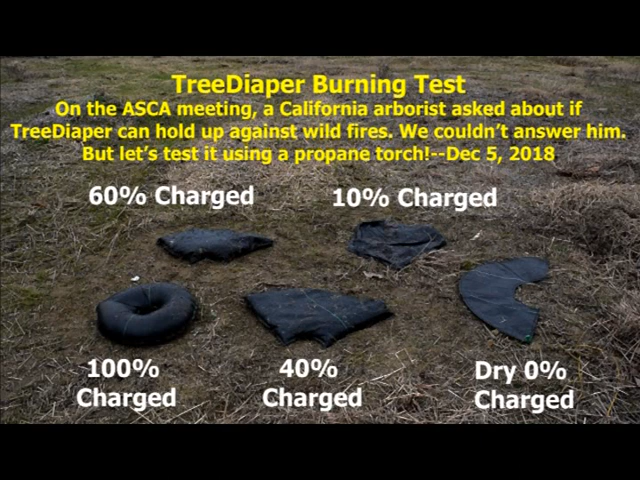 TreeDiaper Burning Test
On the ASCA meeting, a California arborist asked about if
TreeDiaper can hold up against wild fires. We couldn't answer him.
But let's test it using a propane torch!--Dec 5, 2018
60% Charged
10% Charged
100%
Charged
40%
Charged
Dry 0%
Charged